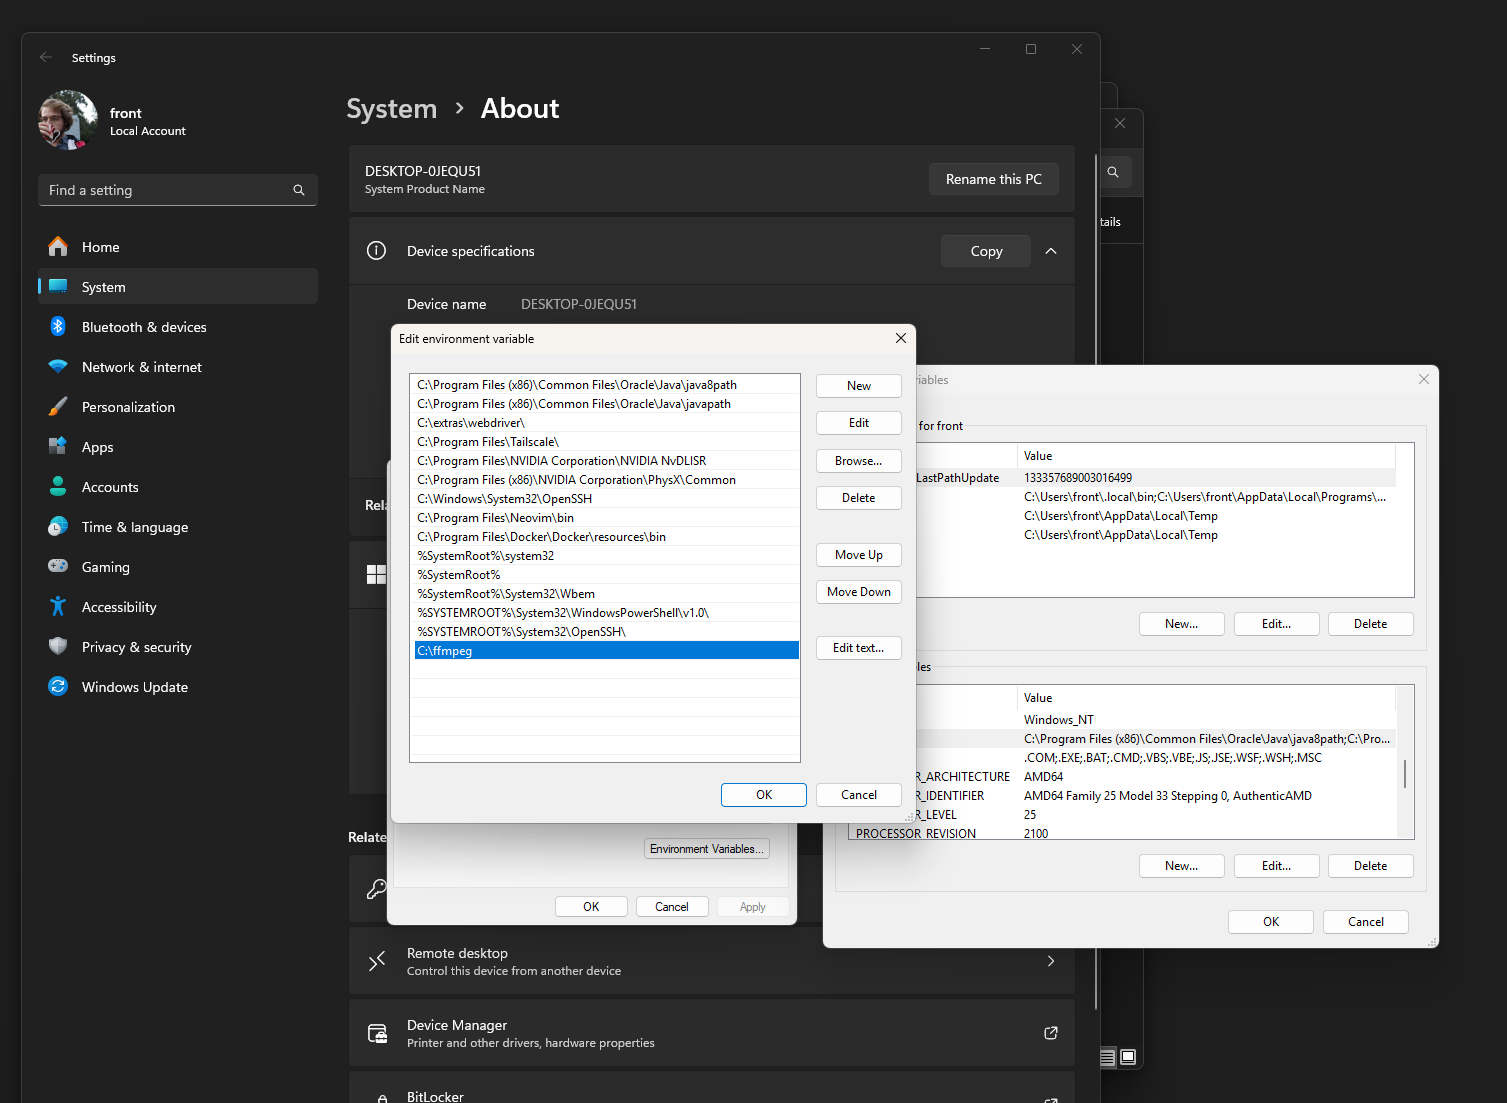 Settings
front
Local Account
Find a setting
Home
System
Bluetooth & devices
Network & internet
Personalization
Apps
Accounts
Time & language
Gaming
Accessibility
Privacy & security
Windows Update
System > About
DESKTOP-0JEQU51
System Product Name
Rename this PC
Device specifications
Copy
Device name DESKTOP-0JEQU51
Rela
Relate
Remote desktop
Control this device from another device
Device Manager
Printer and other drivers, hardware properties
BitLocker
tails
Edit environment variable
C:\Program Files (x86)\Common Files\Oracle\Java\java8path
C:\Program Files (x86)\Common Files\Oracle\Java\javapath
C:\extras\webdriver\
C:\Program Files\Tailscale\
C:\Program Files\NVIDIA Corporation\NVIDIA NvDLISR
C:\Program Files (x86)\NVIDIA Corporation\PhysX\Common
C:\Windows\System32\OpenSSH
C:\Program Files\Neovim\bin
C:\Program Files\Docker\Docker\resources\bin
%SystemRoot%\system32
%SystemRoot%
%SystemRoot%\System32\Wbem
%SYSTEMROOT%\System32\WindowsPowerShell\v1.0\
%SYSTEMROOT%\System32\OpenSSH\
C:\ffmpeg
New
Edit
Browse...
Delete
Move Up
Move Down
Edit text...
OK
Cancel
Environment Variables...
OK
Cancel
Apply
riables
for front
Value
LastPathUpdate 133357689003016499
C:\Users\front\.local\bin;C:\Users\front\AppData\Local\Programs\...
C:\Users\front\AppData\Local\Temp
C:\Users\front\AppData\Local\Temp
New...
Edit...
Delete
les
Value
Windows_NT
C:\Program Files (x86)\Common Files\Oracle\Java\java8path;C:\Pro...
.COM;.EXE;.BAT;.CMD;.VBS;.VBE;.JS;.JSE;.WSF;.WSH;.MSC
R_ARCHITECTURE AMD64
R_IDENTIFIER AMD64 Family 25 Model 33 Stepping 0, AuthenticAMD
R_LEVEL 25
PROCESSOR_REVISION 2100
New...
Edit...
Delete
OK
Cancel